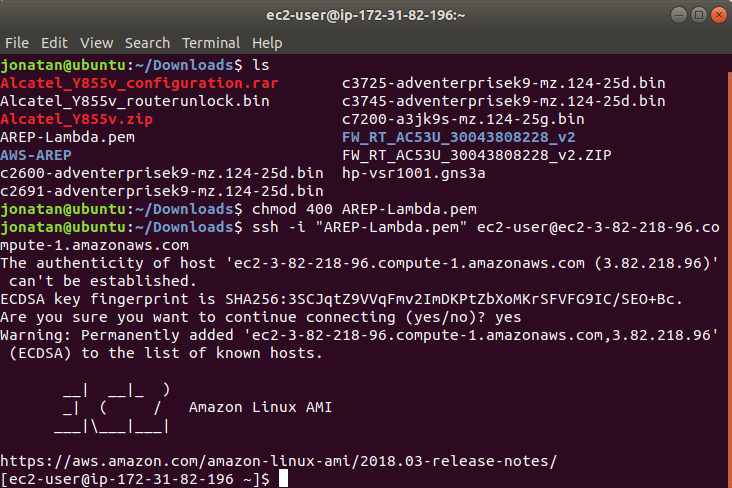 ec2-user@ip-172-31-82-196:~
File Edit View Search Terminal Help
jonatan@ubuntu:~/Downloads$ ls
Alcatel_Y855v_configuration.rar c3725-adventerprisek9-mz.124-25d.bin
Alcatel_Y855v_routerunlock.bin c3745-adventerprisek9-mz.124-25d.bin
Alcatel_Y855v.zip c7200-a3jk9s-mz.124-25g.bin
AREP-Lambda.pem FW_RT_AC53U_30043808228_v2
AWS-AREP FW_RT_AC53U_30043808228_v2.ZIP
c2600-adventerprisek9-mz.124-25d.bin hp-vsr1001.gns3a
c2691-adventerprisek9-mz.124-25d.bin
jonatan@ubuntu:~/Downloads$ chmod 400 AREP-Lambda.pem
jonatan@ubuntu:~/Downloads$ ssh -i "AREP-Lambda.pem" ec2-user@ec2-3-82-218-96.co
mpute-1.amazonaws.com
The authenticity of host 'ec2-3-82-218-96.compute-1.amazonaws.com (3.82.218.96)'
can't be established.
ECDSA key fingerprint is SHA256:3SCJqtZ9VVqFmv2ImDKPtZbXoMKrSFVFG9IC/SEO+Bc.
Are you sure you want to continue connecting (yes/no)? yes
Warning: Permanently added 'ec2-3-82-218-96.compute-1.amazonaws.com,3.82.218.96'
(ECDSA) to the list of known hosts.
__| __|_ )
_| ( / Amazon Linux AMI
___|\___|___|
https://aws.amazon.com/amazon-linux-ami/2018.03-release-notes/
[ec2-user@ip-172-31-82-196 ~]$